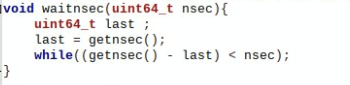 void waitnsec(uint64_t nsec){
    uint64_t last ;
    last = getnsec();
    while((getnsec() - last) < nsec);
}